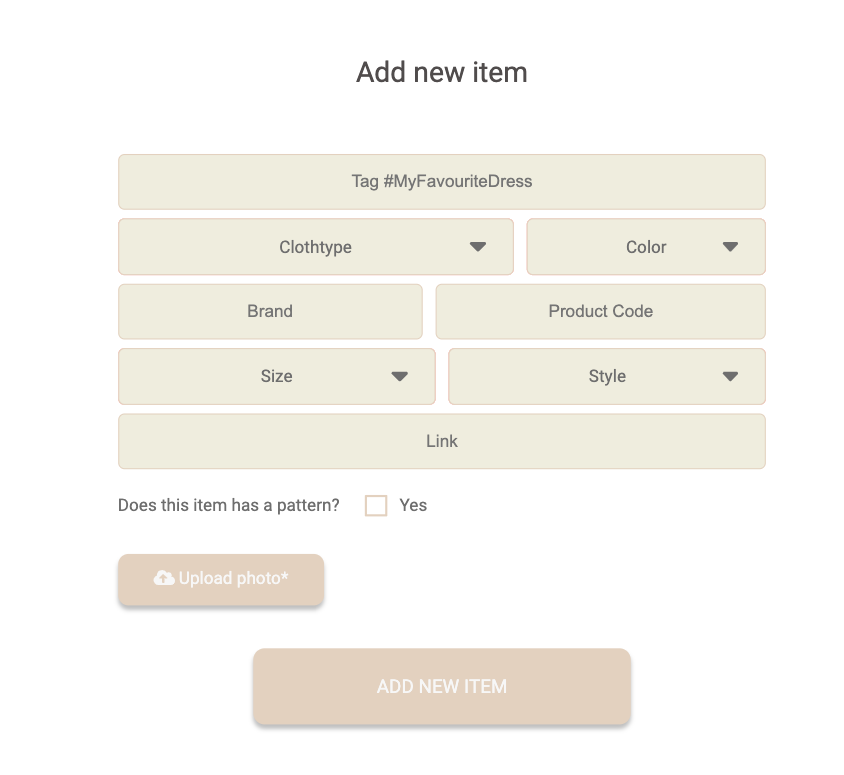 Add new item
Tag #MyFavouriteDress
Clothtype
Color
Brand
Product Code
Size
Style
Link
Does this item has a pattern? Yes
Upload photo*
ADD NEW ITEM